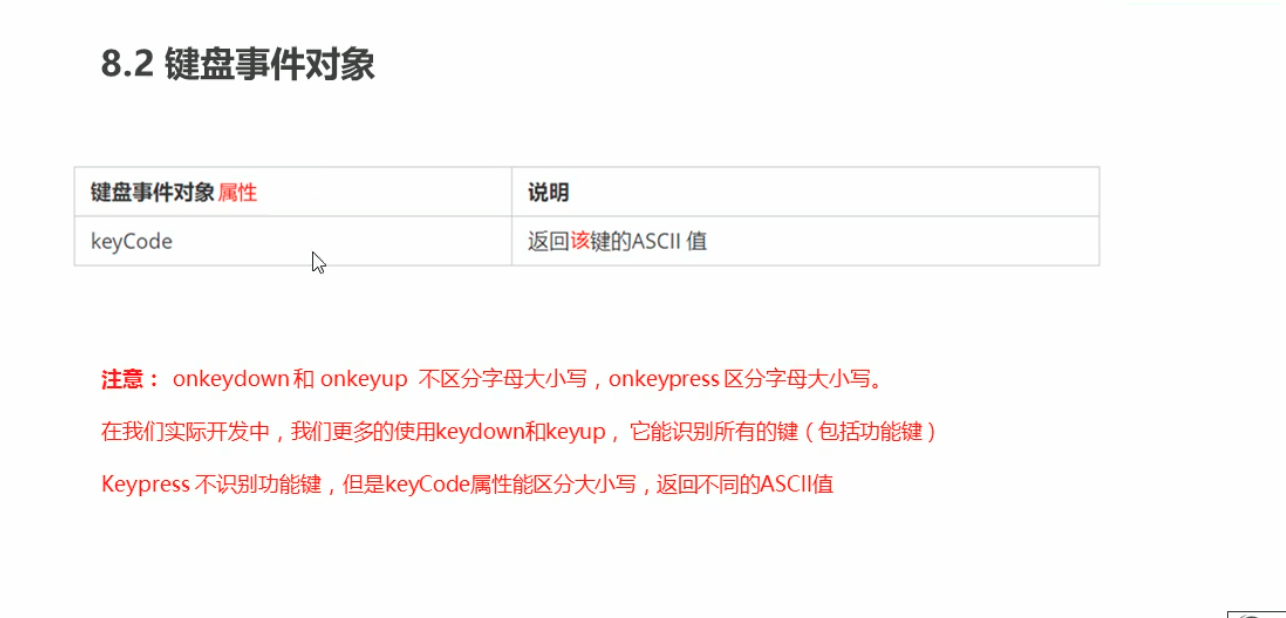 8.2 键盘事件对象
键盘事件对象 属性 说明
keyCode 返回该键的ASCII 值
注意： onkeydown 和 onkeyup 不区分字母大小写，onkeypress 区分字母大小写。
在我们实际开发中，我们更多的使用keydown和keyup， 它能识别所有的键（包括功能键）
Keypress 不识别功能键，但是keyCode属性能区分大小写，返回不同的ASCII值